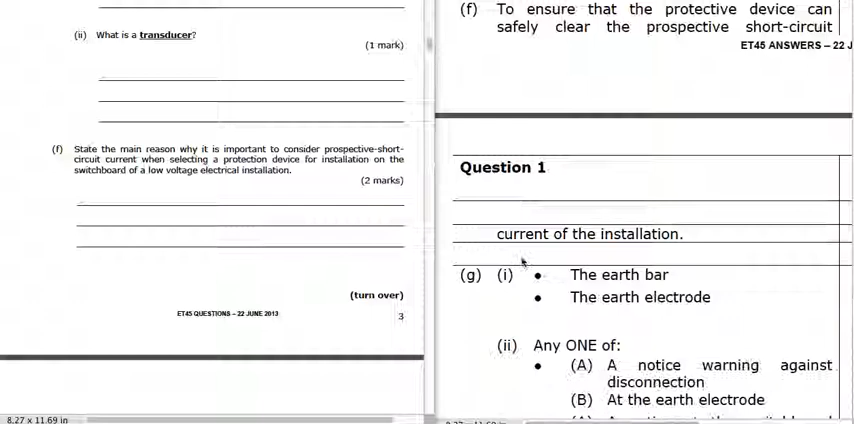 (ii) What is a transducer?
(1 mark)
(f) State the main reason why it is important to consider prospective-short-
circuit current when selecting a protection device for installation on the
switchboard of a low voltage electrical installation.
(2 marks)
(turn over)
ET45 QUESTIONS – 22 JUNE 2013
3
8.27 x 11.69 in
(f) To ensure that the protective device can
safely clear the prospective short-circuit
ET45 ANSWERS – 22 J
Question 1
current of the installation.
(g) (i) • The earth bar
• The earth electrode
(ii) Any ONE of:
• (A) A notice warning against
disconnection
(B) At the earth electrode